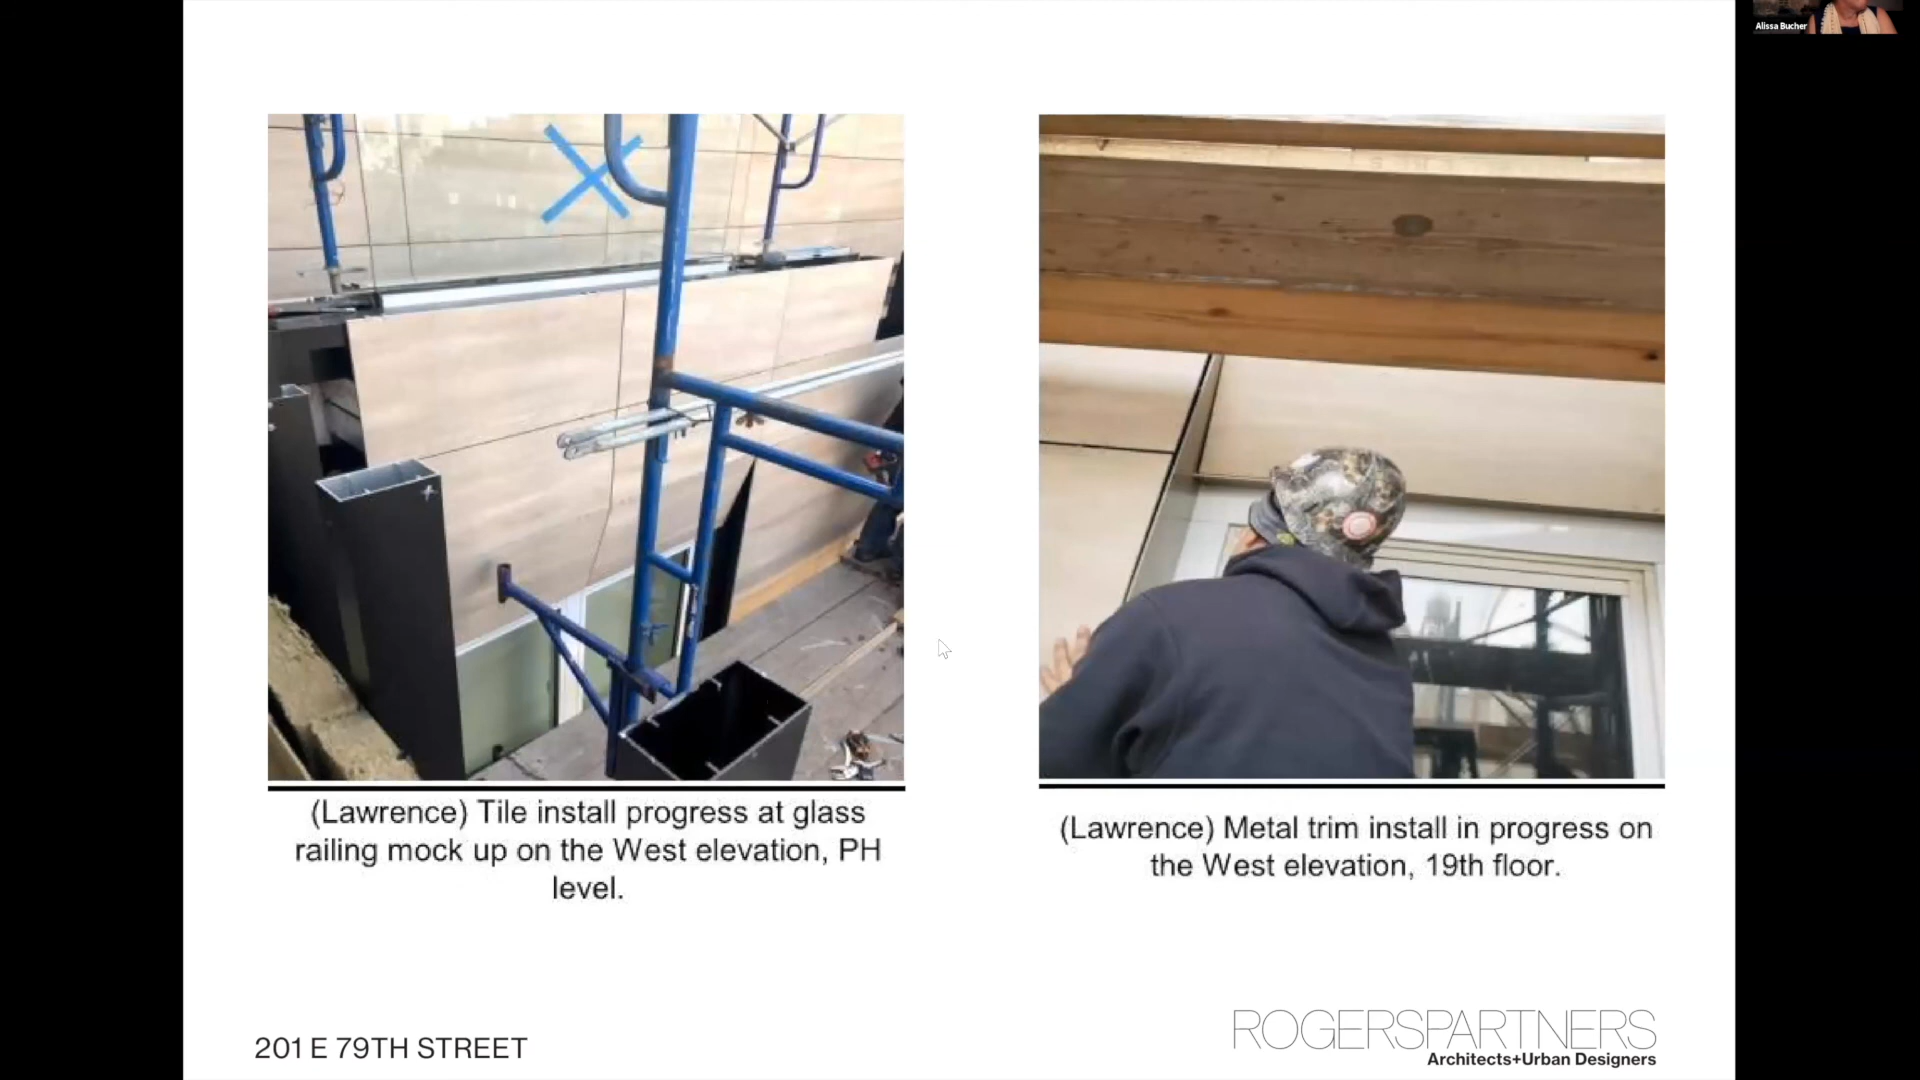 Alissa Bucher
(Lawrence) Tile install progress at glass
railing mock up on the West elevation, PH
level.
(Lawrence) Metal trim install in progress on
the West elevation, 19th floor.
201 E 79TH STREET
ROGERSPARTNERS
Architects+Urban Designers